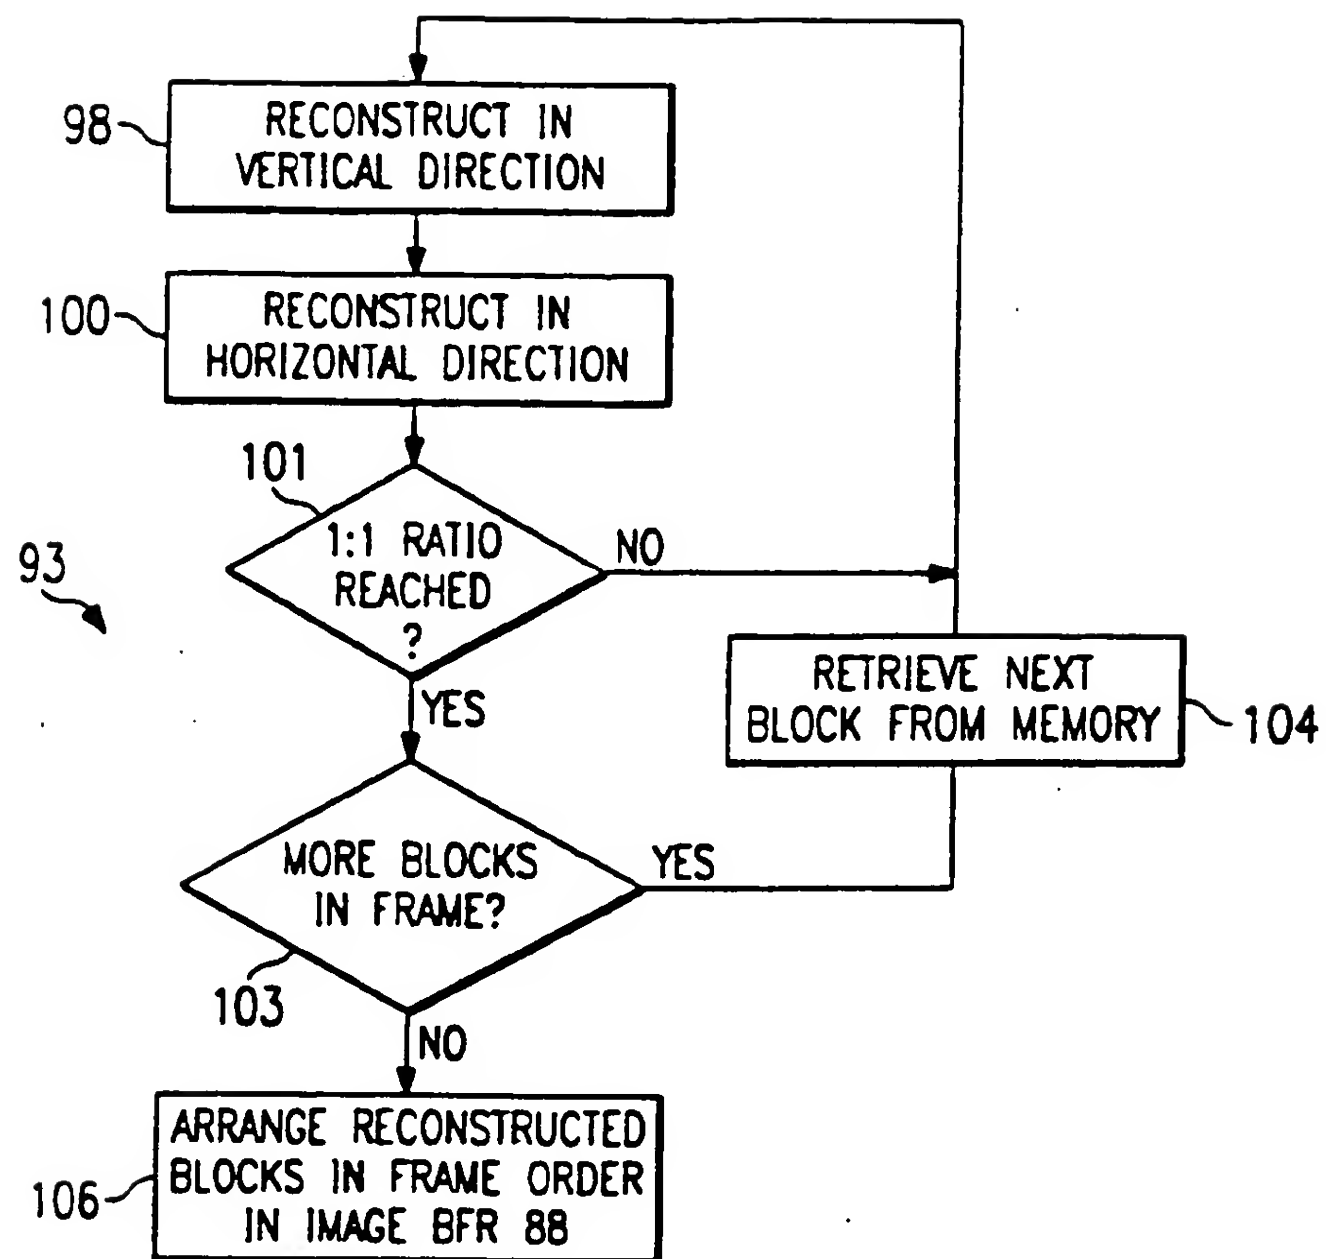 98
RECONSTRUCT IN
VERTICAL DIRECTION
100
RECONSTRUCT IN
HORIZONTAL DIRECTION
101
1:1 RATIO
REACHED
?
NO
93
YES
RETRIEVE NEXT
BLOCK FROM MEMORY
104
MORE BLOCKS
IN FRAME?
YES
103
NO
ARRANGE RECONSTRUCTED
BLOCKS IN FRAME ORDER
IN IMAGE BFR 88
106